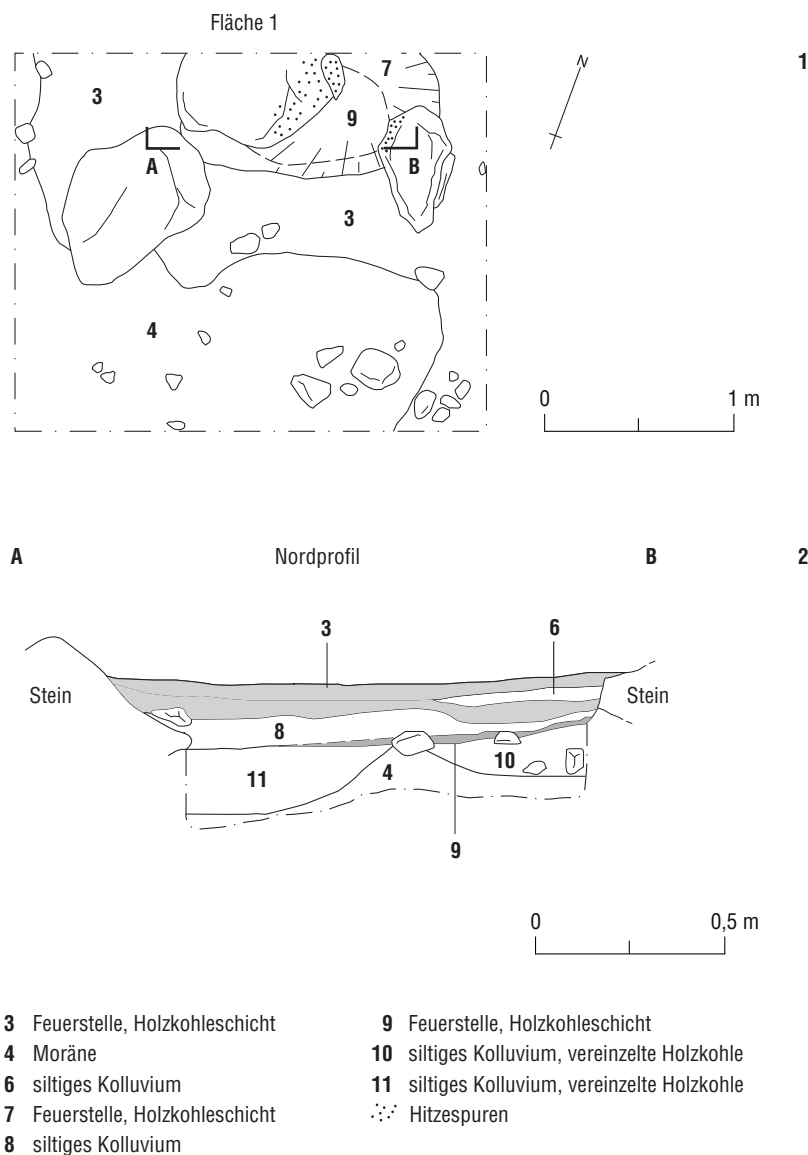 Fläche 1
1
7
N
3
9
A
B
3
4
0 1 m
A Nordprofil B 2
3 6
Stein Stein
8
10
11 4
9
0 0,5 m
3 Feuerstelle, Holzkohleschicht
4 Moräne
6 siltiges Kolluvium
7 Feuerstelle, Holzkohleschicht
8 siltiges Kolluvium
9 Feuerstelle, Holzkohleschicht
10 siltiges Kolluvium, vereinzelte Holzkohle
11 siltiges Kolluvium, vereinzelte Holzkohle
Hitzespuren